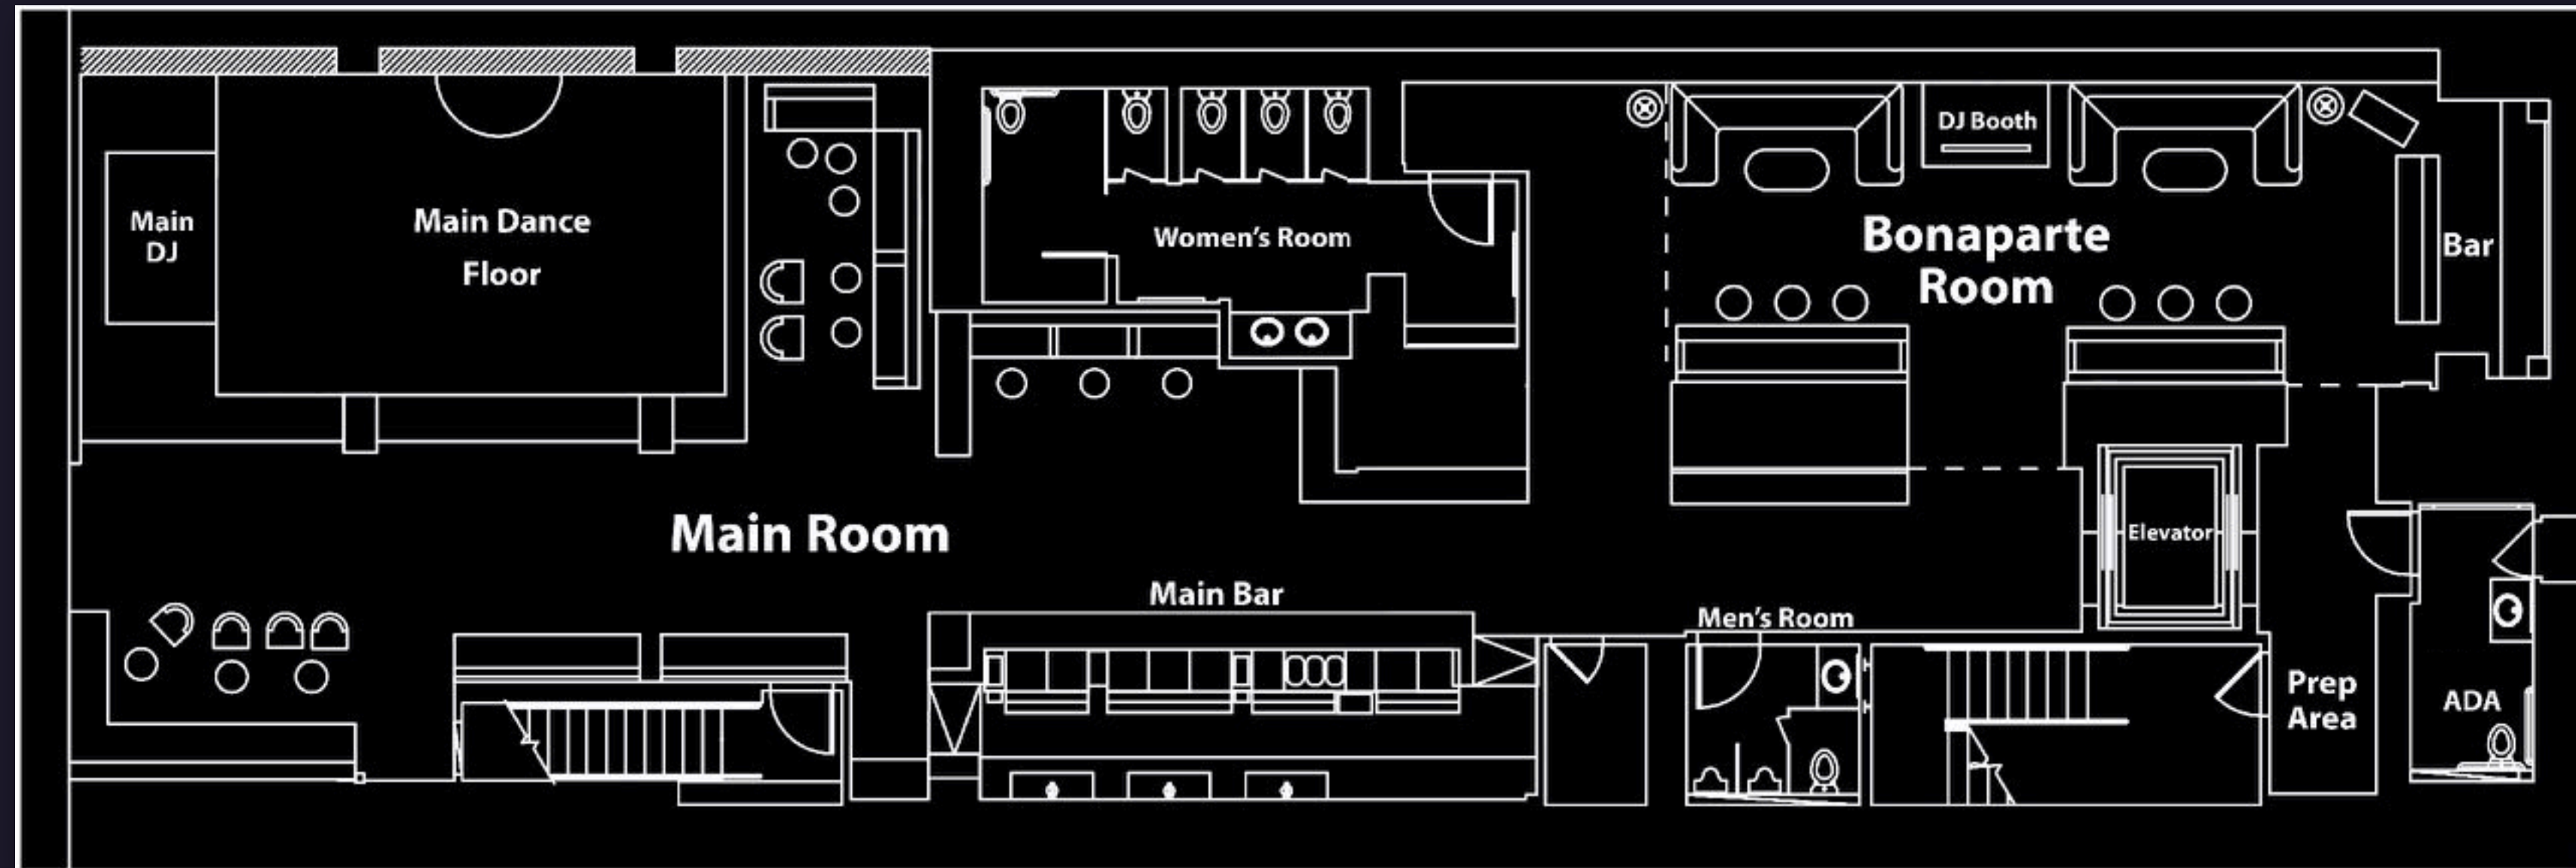 Main
DJ
Main Dance
Floor
Women's Room
DJ Booth
Bonaparte
Room
Bar
Main Room
Main Bar
Men's Room
Elevator
Prep
Area
ADA